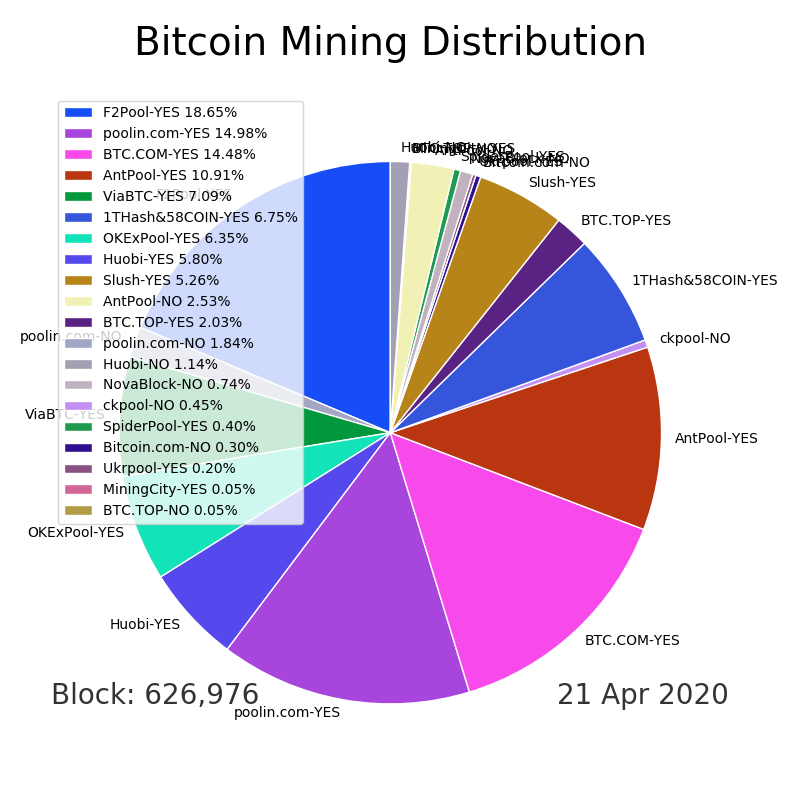 Bitcoin Mining Distribution
F2Pool-YES 18.65%
poolin.com-YES 14.98%
BTC.COM-YES 14.48%
AntPool-YES 10.91%
ViaBTC-YES 7.09%
1THash&58COIN-YES 6.75%
OKExPool-YES 6.35%
Huobi-YES 5.80%
Slush-YES 5.26%
AntPool-NO 2.53%
BTC.TOP-YES 2.03%
poolin.com-NO 1.84%
Huobi-NO 1.14%
NovaBlock-NO 0.74%
ckpool-NO 0.45%
SpiderPool-YES 0.40%
Bitcoin.com-NO 0.30%
Ukrpool-YES 0.20%
MiningCity-YES 0.05%
BTC.TOP-NO 0.05%
Slush-YES
BTC.TOP-YES
1THash&58COIN-YES
ckpool-NO
AntPool-YES
BTC.COM-YES
poolin.com-YES
Huobi-YES
OKExPool-YES
ViaBTC-YES
poolin.com-NO
Block: 626,976
21 Apr 2020